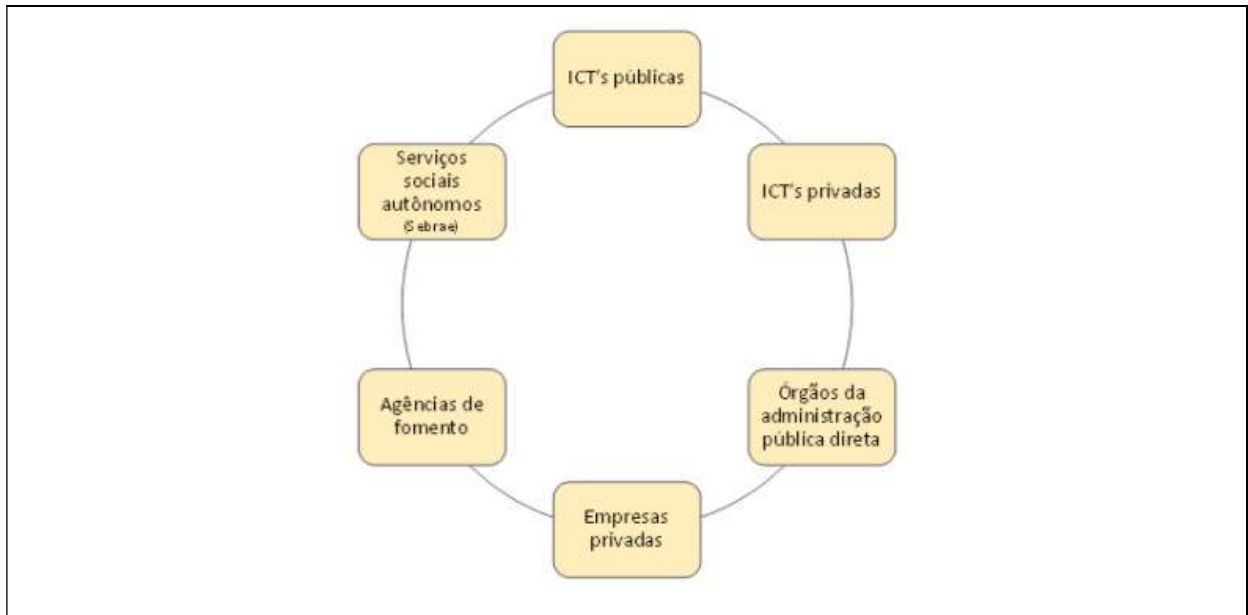 ICT's públicas
ICT's privadas
Órgãos da
administração
pública direta
Empresas
privadas
Agências de
fomento
Serviços
sociais
autônomos
(Sebrae)